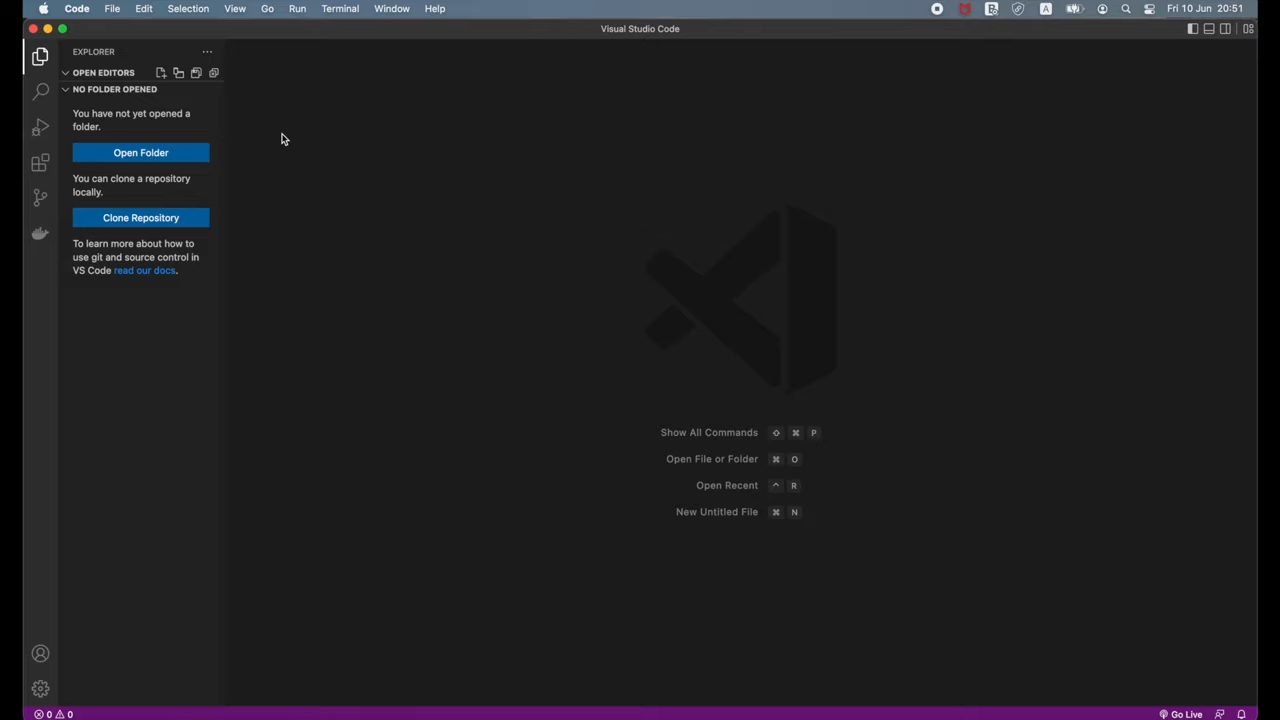 Code File Edit Selection View Go Run Terminal Window Help A Fri 10 Jun 20:51
Visual Studio Code
EXPLORER
OPEN EDITORS
NO FOLDER OPENED
You have not yet opened a
folder.
Open Folder
You can clone a repository
locally.
Clone Repository
To learn more about how to
use git and source control in
VS Code read our docs.
Show All Commands ⇧ ⌘ P
Open File or Folder ⌘ O
Open Recent ^ R
New Untitled File ⌘ N
0 0 Go Live